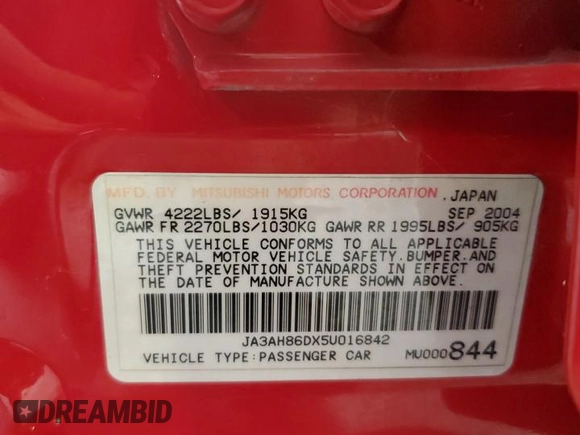 MFD. BY MITSUBISHI MOTORS CORPORATION, JAPAN
GVWR 4222LBS/ 1915KG SEP 2004
GAWR FR 2270LBS/1030KG GAWR RR 1995LBS/ 905KG
THIS VEHICLE CONFORMS TO ALL APPLICABLE
FEDERAL MOTOR VEHICLE SAFETY.BUMPER,AND
THEFT PREVENTION STANDARDS IN EFFECT ON
THE DATE OF MANUFACTURE SHOWN ABOVE.
JA3AH86DX5U016842
VEHICLE TYPE:PASSENGER CAR MU000844
DREAMBID